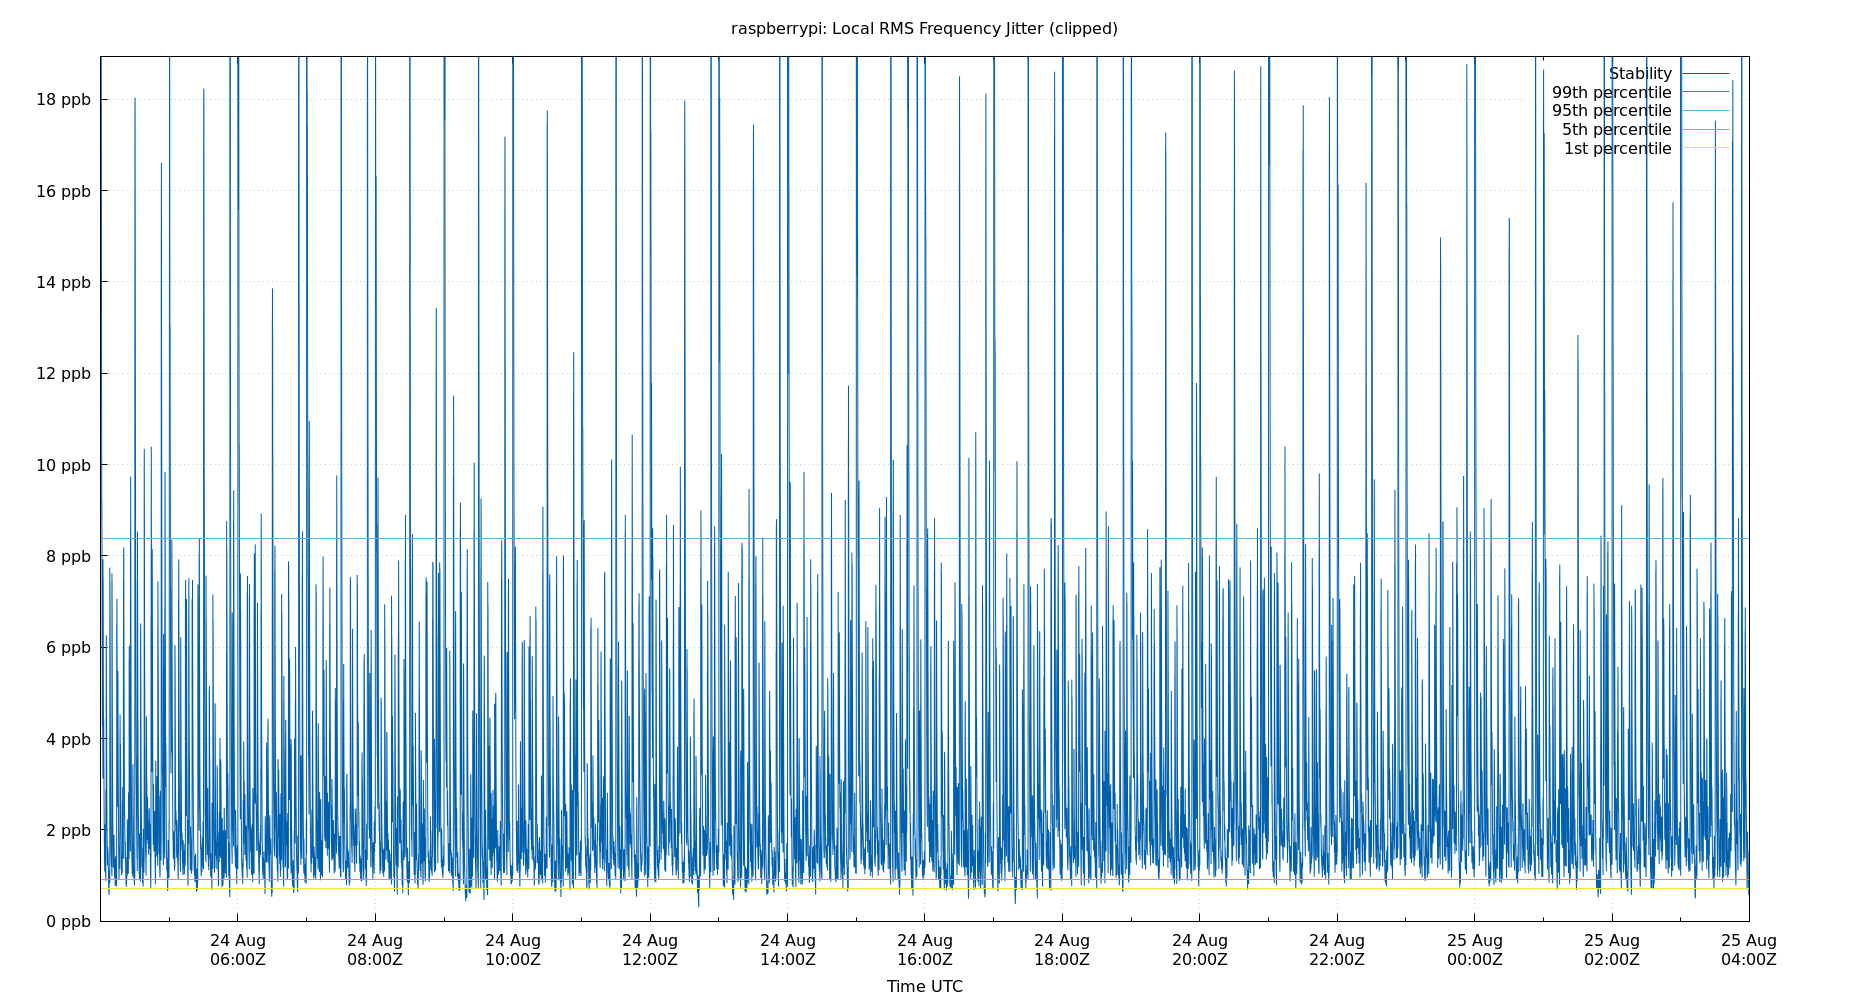 raspberrypi: Local RMS Frequency Jitter (clipped)
Stability
99th percentile
95th percentile
5th percentile
1st percentile
18 ppb
16 ppb
14 ppb
12 ppb
10 ppb
8 ppb
6 ppb
4 ppb
2 ppb
0 ppb
24 Aug 24 Aug 24 Aug 24 Aug 24 Aug 24 Aug 24 Aug 24 Aug 24 Aug 25 Aug 25 Aug 25 Aug
06:00Z 08:00Z 10:00Z 12:00Z 14:00Z 16:00Z 18:00Z 20:00Z 22:00Z 00:00Z 02:00Z 04:00Z
Time UTC